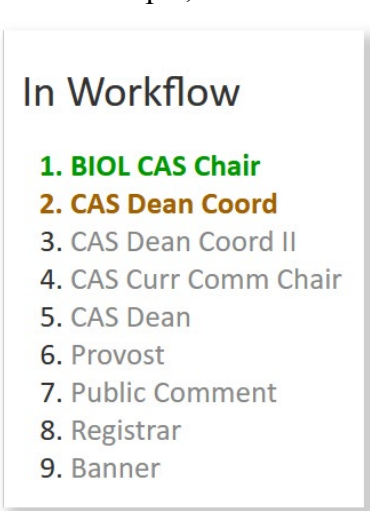 In Workflow
1. BIOL CAS Chair
2. CAS Dean Coord
3. CAS Dean Coord II
4. CAS Curr Comm Chair
5. CAS Dean
6. Provost
7. Public Comment
8. Registrar
9. Banner